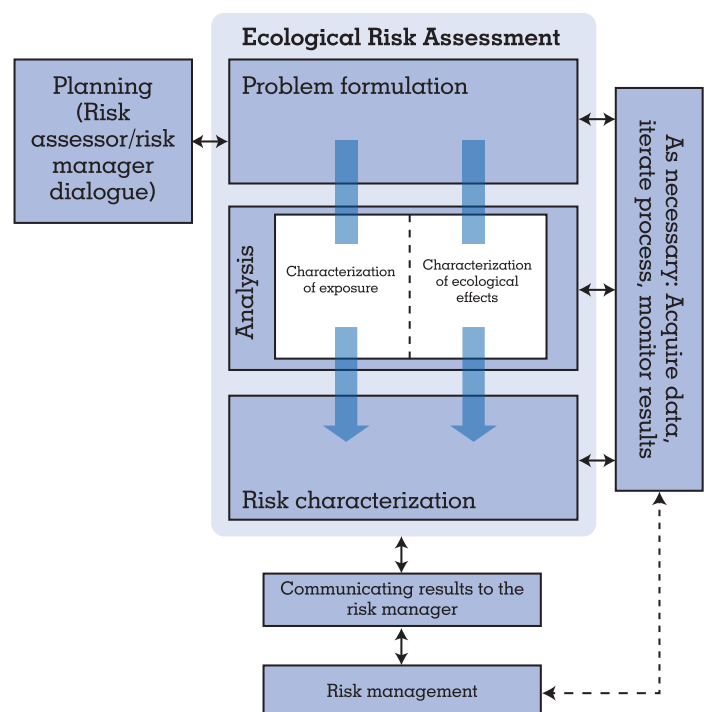 Ecological Risk Assessment
Planning
(Risk
assessor/risk
manager
dialogue)
Problem formulation
Analysis
Characterization
of exposure
Characterization
of ecological
effects
Risk characterization
As necessary: Acquire data,
iterate process, monitor results
Communicating results to the
risk manager
Risk management